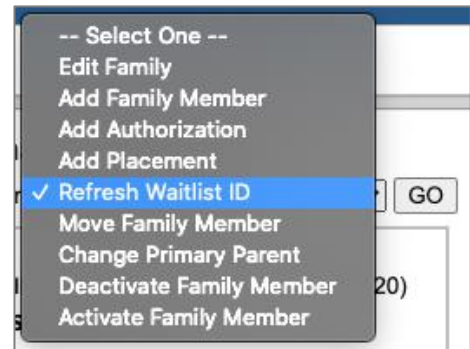 -- Select One --
Edit Family
Add Family Member
Add Authorization
Add Placement
✓ Refresh Waitlist ID
GO
Move Family Member
Change Primary Parent
Deactivate Family Member
20)
Activate Family Member